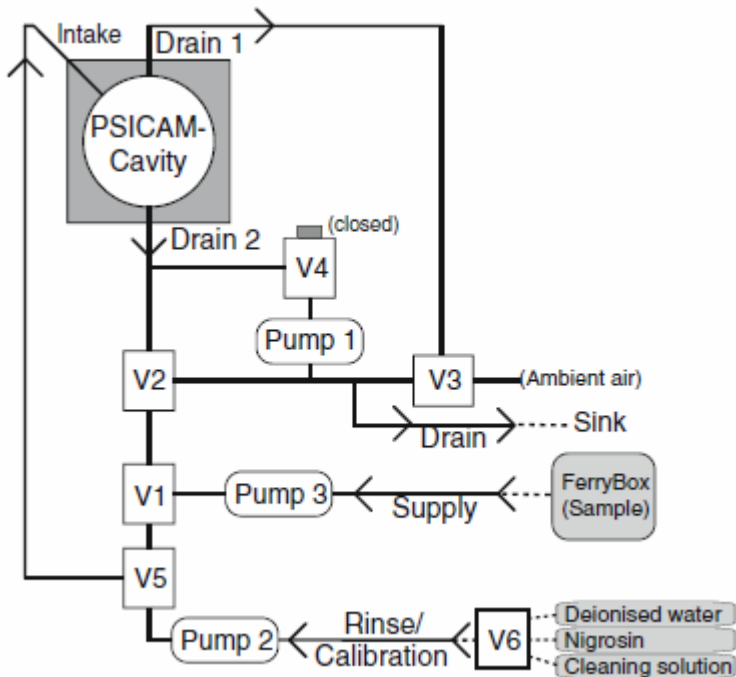 Intake
Drain 1
PSICAM-
Cavity
Drain 2
(closed)
V4
Pump 1
V2
V3
(Ambient air)
Drain
Sink
V1
Pump 3
Supply
FerryBox
(Sample)
V5
Pump 2
Rinse/
Calibration
V6
Deionised water
Nigrosin
Cleaning solution